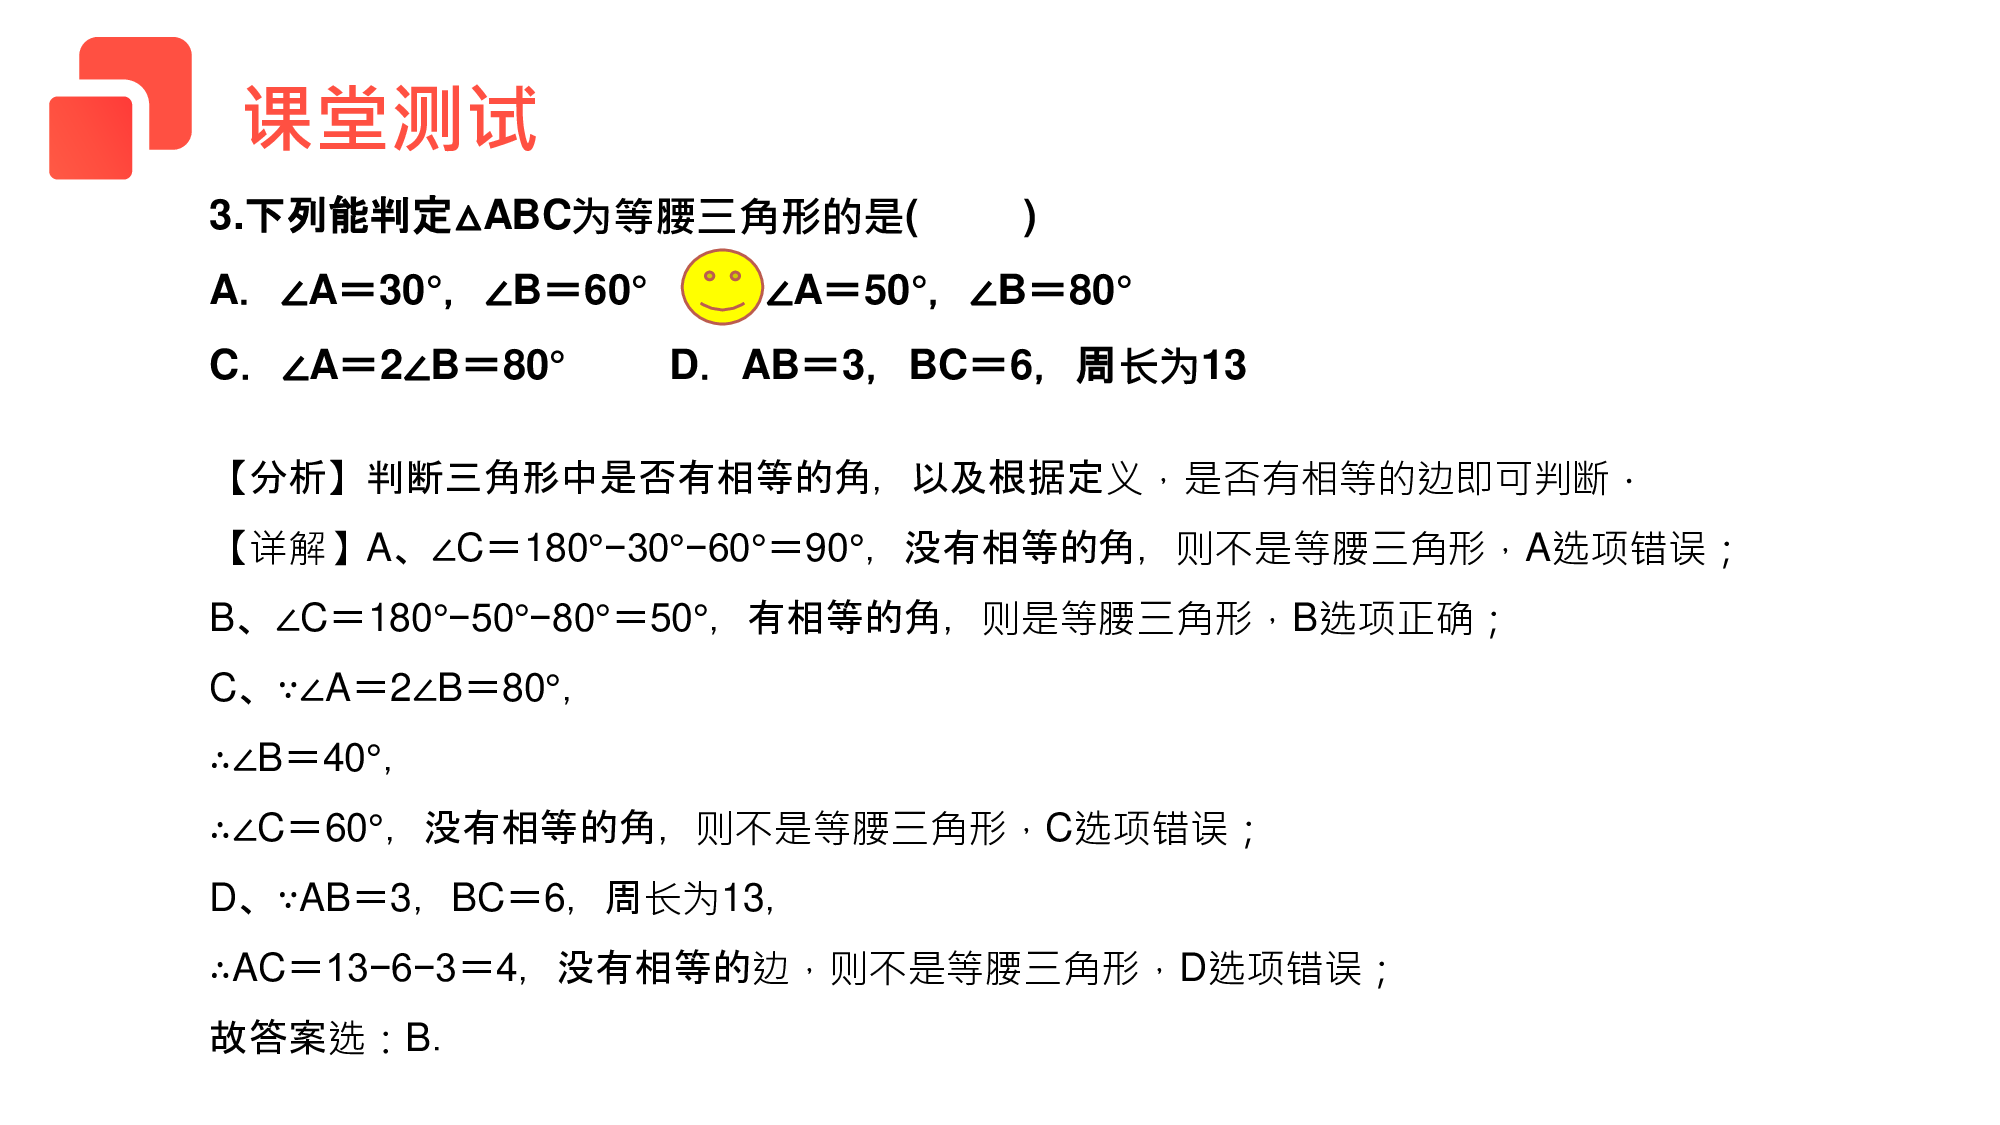 课堂测试
3.下列能判定△ABC为等腰三角形的是(　　)
A．∠A＝30°，∠B＝60°　∠A＝50°，∠B＝80°
C．∠A＝2∠B＝80°　D．AB＝3，BC＝6，周长为13
【分析】判断三角形中是否有相等的角，以及根据定义，是否有相等的边即可判断．
【详解】A、∠C＝180°−30°−60°＝90°，没有相等的角，则不是等腰三角形，A选项错误；
B、∠C＝180°−50°−80°＝50°，有相等的角，则是等腰三角形，B选项正确；
C、∵∠A＝2∠B＝80°，
∴∠B＝40°，
∴∠C＝60°，没有相等的角，则不是等腰三角形，C选项错误；
D、∵AB＝3，BC＝6，周长为13，
∴AC＝13−6−3＝4，没有相等的边，则不是等腰三角形，D选项错误；
故答案选：B.